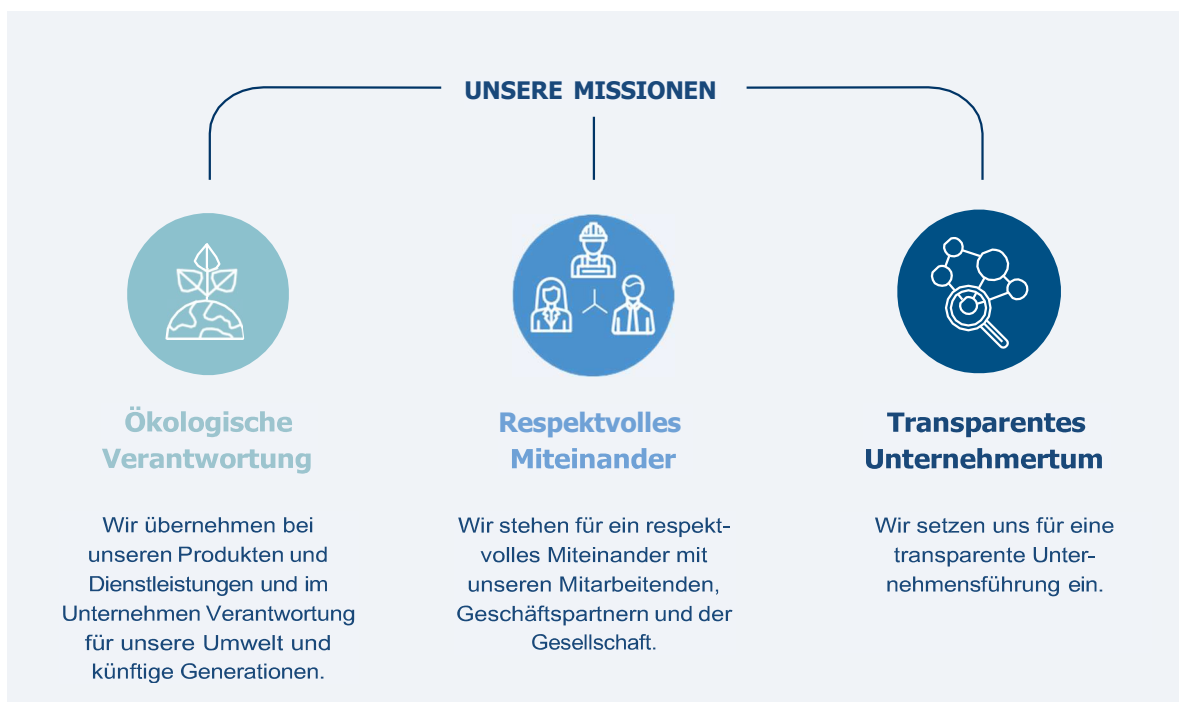 UNSERE MISSIONEN
Ökologische
Verantwortung
Wir übernehmen bei
unseren Produkten und
Dienstleistungen und im
Unternehmen Verantwortung
für unsere Umwelt und
künftige Generationen.
Respektvolles
Miteinander
Wir stehen für ein respekt-
volles Miteinander mit
unseren Mitarbeitenden,
Geschäftspartnern und der
Gesellschaft.
Transparentes
Unternehmertum
Wir setzen uns für eine
transparente Unter-
nehmensführung ein.